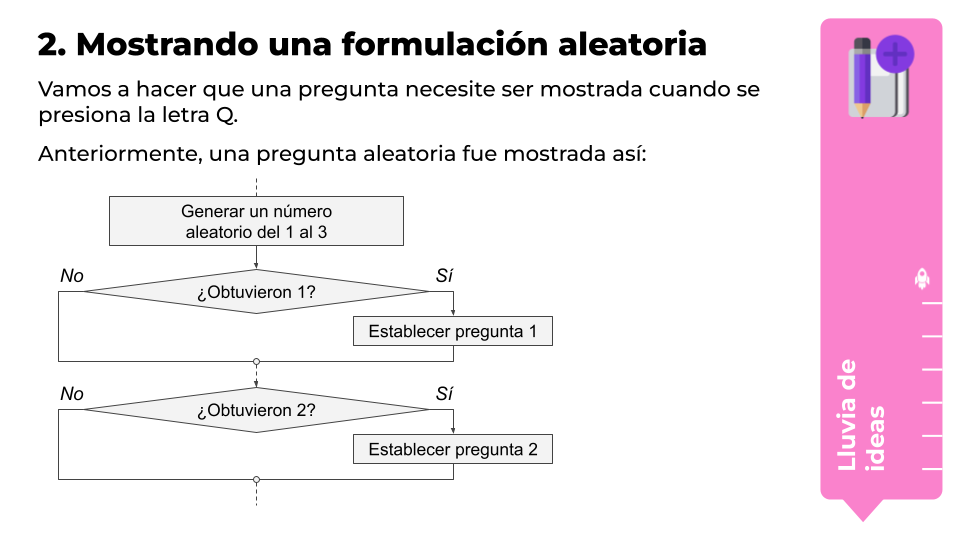 2. Mostrando una formulación aleatoria
Vamos a hacer que una pregunta necesite ser mostrada cuando se
presiona la letra Q.
Anteriormente, una pregunta aleatoria fue mostrada así:
Generar un número
aleatorio del 1 al 3
No
Sí
¿Obtuvieron 1?
Establecer pregunta 1
No
Sí
¿Obtuvieron 2?
Establecer pregunta 2
Lluvia de
ideas